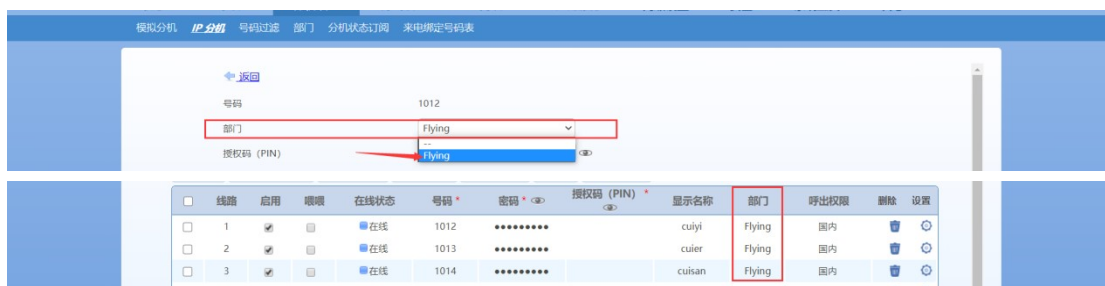 模拟分机 IP 分机 号码过滤 部门 分机状态订阅 来电绑定号码表
返回
号码 1012
部门 Flying
--
授权码 (PIN) Flying
线路 启用 喂喂 在线状态 号码 * 密码 * 授权码 (PIN) * 显示名称 部门 呼出权限 删除 设置
1 在线 1012 ●●●●●●●●● cuiyi Flying 国内
2 在线 1013 ●●●●●●●●● cuier Flying 国内
3 在线 1014 ●●●●●●●●● cuisan Flying 国内